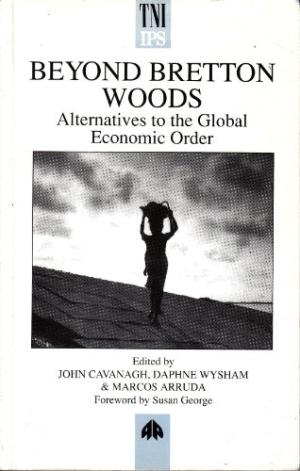 TNI
IPS
BEYOND BRETTON
WOODS
Alternatives to the Global
Economic Order
Edited by
JOHN CAVANAGH, DAPHNE WYSHAM
& MARCOS ARRUDA
Foreword by Susan George